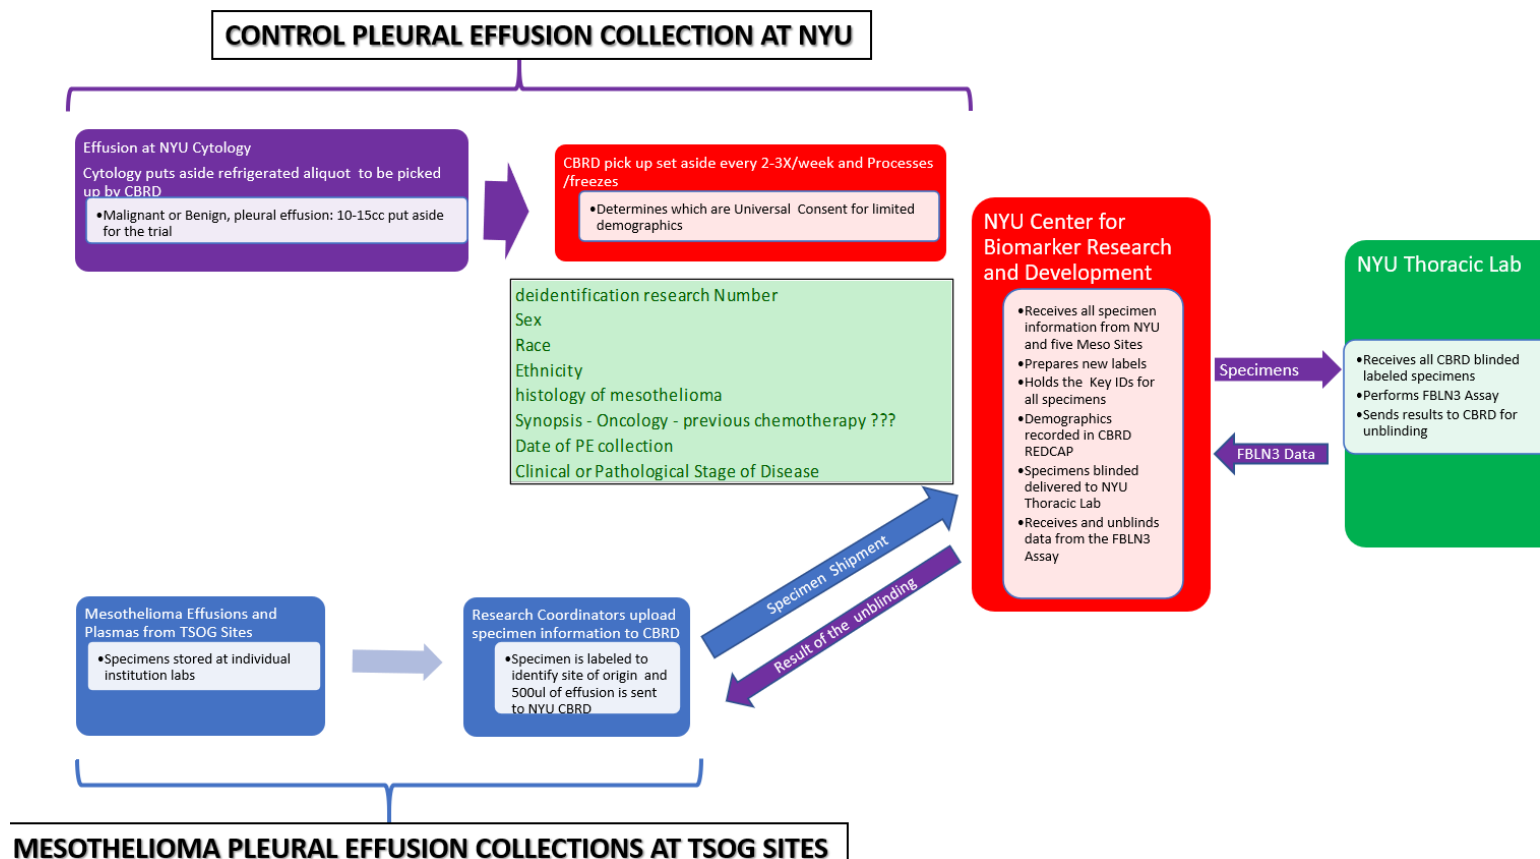 CONTROL PLEURAL EFFUSION COLLECTION AT NYU
Effusion at NYU Cytology
Cytology puts aside refrigerated aliquot  to be picked
up by CBRD
•Malignant or Benign, pleural effusion: 10-15cc put aside
for the trial
CBRD pick up set aside every 2-3X/week and Processes
/freezes
•Determines which are Universal  Consent for limited
demographics
deidentification research Number
Sex
Race
Ethnicity
histology of mesothelioma
Synopsis - Oncology - previous chemotherapy ???
Date of PE collection
Clinical or Pathological Stage of Disease
NYU Center for
Biomarker Research
and Development
•Receives all specimen
information from NYU
and five Meso Sites
•Prepares new labels
•Holds the  Key IDs for
all specimens
•Demographics
recorded in CBRD
REDCAP
•Specimens blinded
delivered to NYU
Thoracic Lab
•Receives and unblinds
data from the FBLN3
Assay
Specimens
FBLN3 Data
NYU Thoracic Lab
•Receives all CBRD blinded
labeled specimens
•Performs FBLN3 Assay
•Sends results to CBRD for
unblinding
Specimen  Shipment
Result of the  unblinding
Mesothelioma Effusions and
Plasmas from TSOG Sites
•Specimens stored at individual
institution labs
Research Coordinators upload
specimen information to CBRD
•Specimen is labeled to
identify site of origin  and
500ul of effusion is sent
to NYU CBRD
MESOTHELIOMA PLEURAL EFFUSION COLLECTIONS AT TSOG SITES